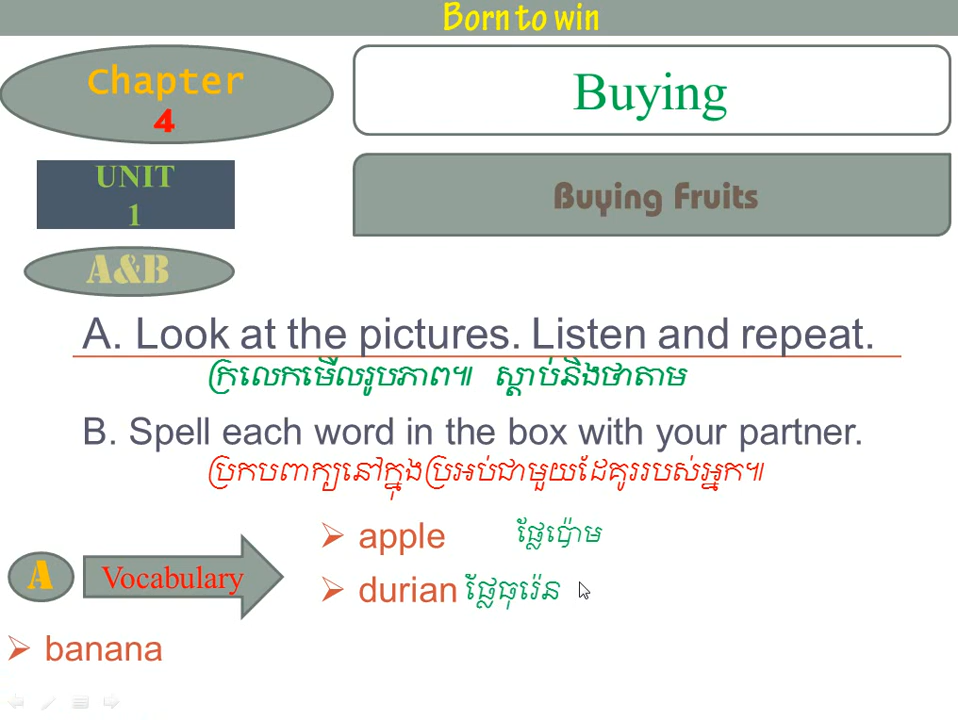 Born to win
Chapter
4
Buying
UNIT
1
Buying Fruits
A&B
A. Look at the pictures. Listen and repeat.
ក្រលេកមើលរូបភាព៕ ស្តាប់និងថាតាម
B. Spell each word in the box with your partner.
ប្រកបពាក្យនៅក្នុងប្រអប់ជាមួយដៃគូររបស់អ្នក៕
apple ផ្លែប៉ោម
A
Vocabulary
durian ផ្លែធុរ៉េន
banana